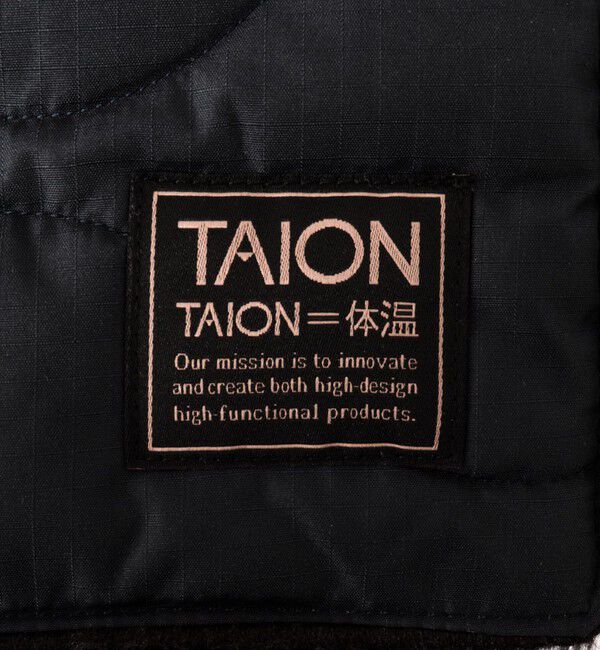 TAION
TAION=体温
Our mission is to innovate
and create both high-design
high-functional products.